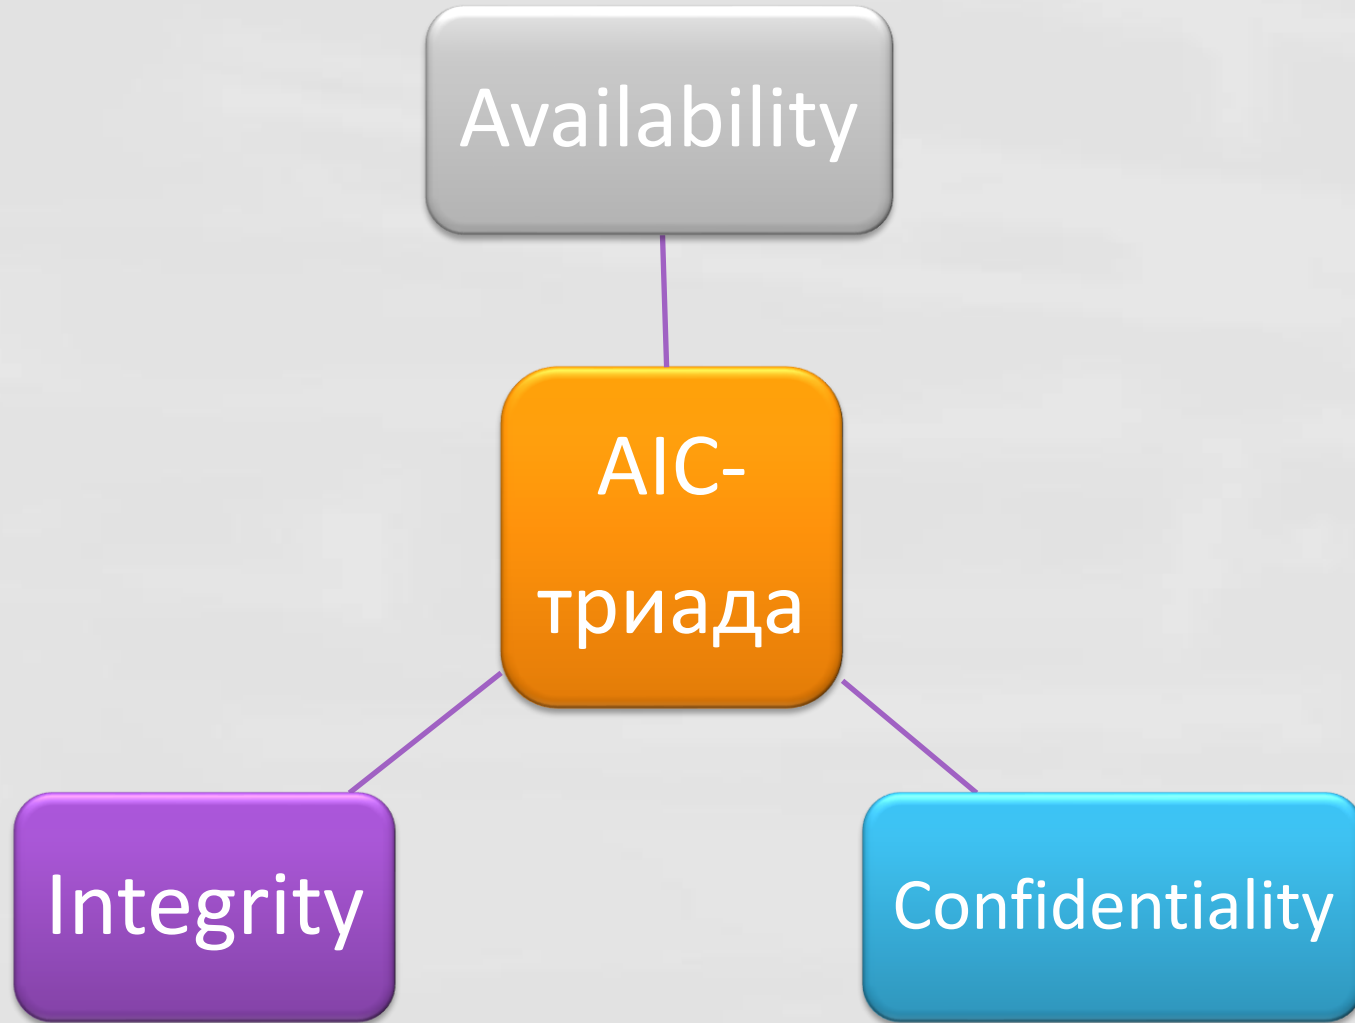 Availability
AIC-
триада
Integrity
Confidentiality